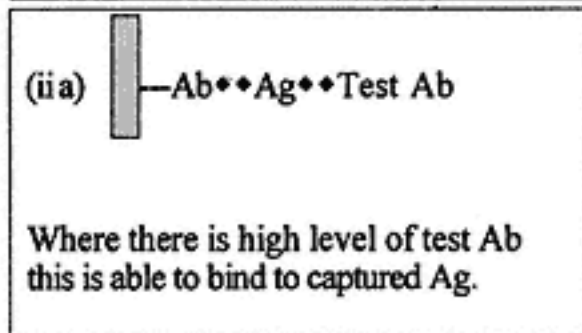 (iia) --Ab◆◆Ag◆◆Test Ab
Where there is high level of test Ab
this is able to bind to captured Ag.